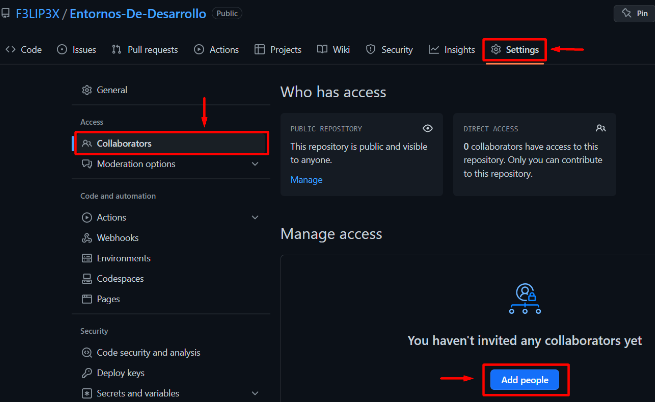 F3LIP3X / Entornos-De-Desarrollo Public
Pin
Code Issues Pull requests Actions Projects Wiki Security Insights Settings
General
Access
Collaborators
Moderation options
Code and automation
Actions
Webhooks
Environments
Codespaces
Pages
Security
Code security and analysis
Deploy keys
Secrets and variables
Who has access
PUBLIC REPOSITORY
This repository is public and visible
to anyone.
Manage
DIRECT ACCESS
0 collaborators have access to this
repository. Only you can contribute
to this repository.
Manage access
You haven't invited any collaborators yet
Add people